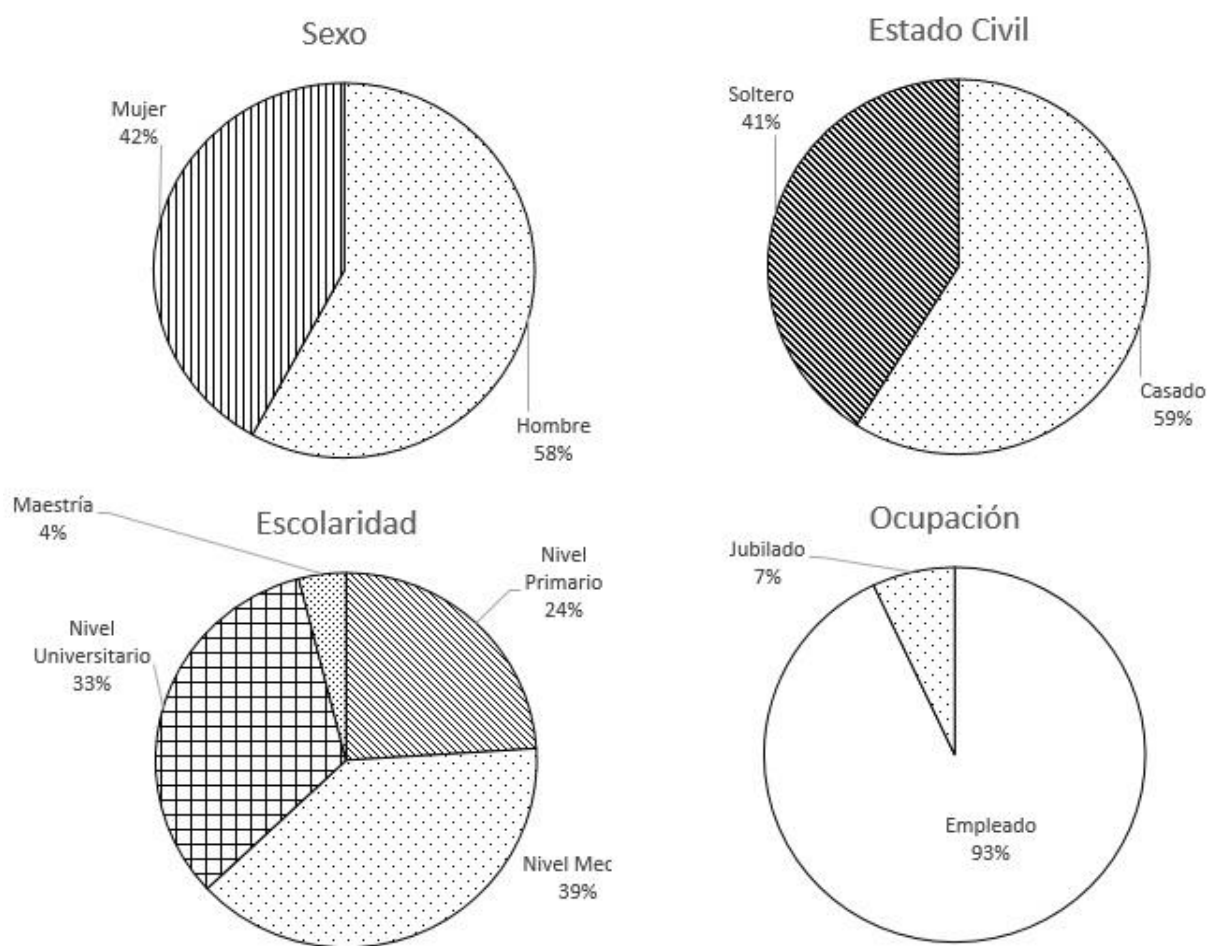 Sexo
Mujer
42%
Hombre
58%
Estado Civil
Soltero
41%
Casado
59%
Escolaridad
Maestría
4%
Nivel
Primario
24%
Nivel
Universitario
33%
Nivel Mec
39%
Ocupación
Jubilado
7%
Empleado
93%